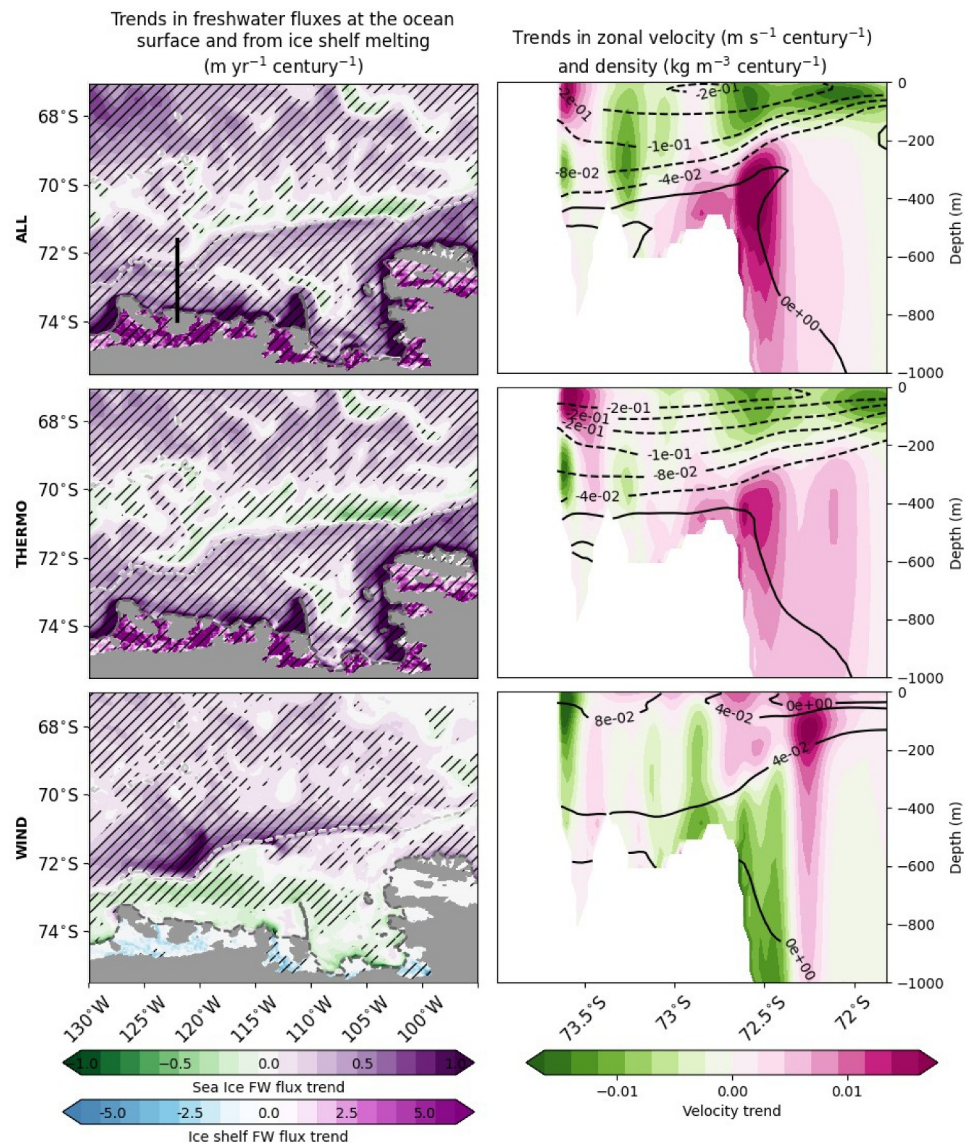 Trends in freshwater fluxes at the ocean
surface and from ice shelf melting
(m yr⁻¹ century⁻¹)
Trends in zonal velocity (m s⁻¹ century⁻¹)
and density (kg m⁻³ century⁻¹)
68°S
70°S
72°S
74°S
ALL
-2e-01
-2e-01
-1e-01
-8e-02
-4e-02
0e+00
0
−200
−400
−600
−800
−1000
Depth (m)
68°S
70°S
72°S
74°S
THERMO
-2e-01
-2e-01
-2e-01
-1e-01
-8e-02
-4e-02
0
−200
−400
−600
−800
−1000
Depth (m)
68°S
70°S
72°S
74°S
WIND
8e-02
4e-02
0e+00
4e-02
0e+00
0
−200
−400
−600
−800
−1000
Depth (m)
130°W 125°W 120°W 115°W 110°W 105°W 100°W
73.5°S 73°S 72.5°S 72°S
−1.0 −0.5 0.0 0.5 1.0
Sea Ice FW flux trend
-5.0 -2.5 0.0 2.5 5.0
Ice shelf FW flux trend
−0.01 0.00 0.01
Velocity trend